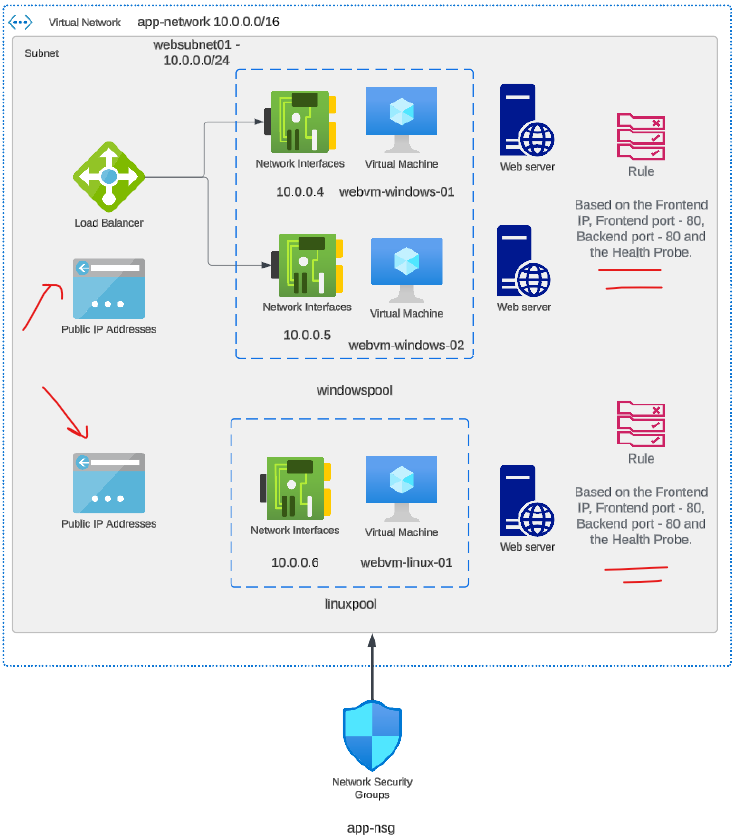 Virtual Network
app-network 10.0.0.0/16
Subnet
websubnet01 -
10.0.0.0/24
Network Interfaces
Virtual Machine
Web server
Rule
10.0.0.4
webvm-windows-01
Load Balancer
Based on the Frontend
IP, Frontend port - 80,
Backend port - 80 and
the Health Probe.
Network Interfaces
Virtual Machine
Web server
Public IP Addresses
10.0.0.5
webvm-windows-02
windowspool
Rule
Network Interfaces
Virtual Machine
Web server
Public IP Addresses
Based on the Frontend
IP, Frontend port - 80,
Backend port - 80 and
the Health Probe.
10.0.0.6
webvm-linux-01
linuxpool
Network Security
Groups
app-nsg